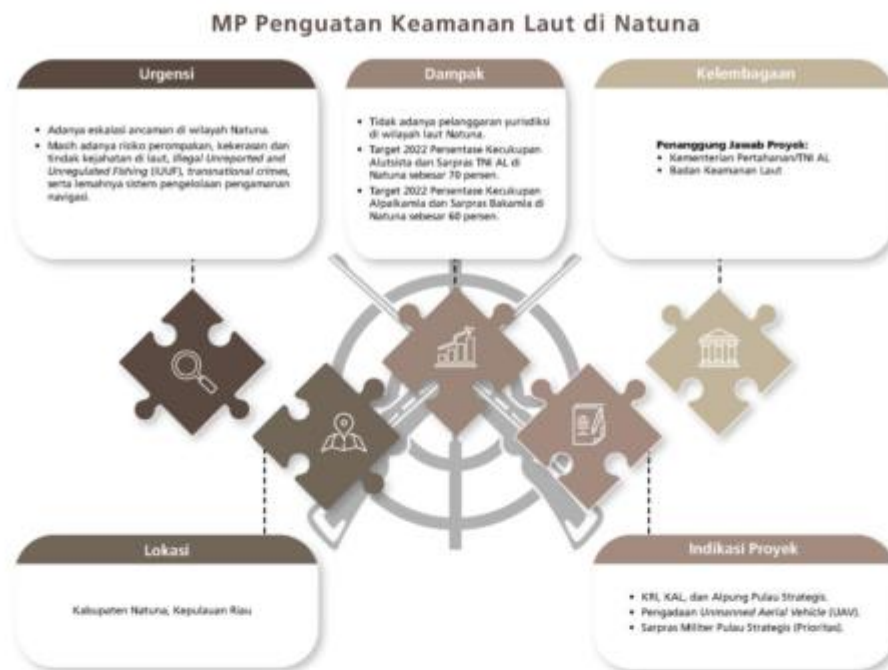 MP Penguatan Keamanan Laut di Natuna
Urgensi
• Adanya eskalasi ancaman di wilayah Natuna.
• Masih adanya risiko perompakan, kekerasan dan
tindak kejahatan di laut, Illegal Unreported and
Unregulated Fishing (IUUF), transnational crimes,
serta lemahnya sistem pengelolaan pengamanan
navigasi.
Dampak
• Tidak adanya pelanggaran yurisdiksi
di wilayah laut Natuna.
• Target 2022 Persentase Kecukupan
Alutsista dan Sarpras TNI AL di
Natuna sebesar 70 persen.
• Target 2022 Persentase Kecukupan
Alpalkamla dan Sarpras Bakamla di
Natuna sebesar 60 persen.
Kelembagaan
Penanggung Jawab Proyek:
• Kementerian Pertahanan/TNI AL
• Badan Keamanan Laut
Lokasi
Kabupaten Natuna, Kepulauan Riau
Indikasi Proyek
• KRI, KAL, dan Alpung Pulau Strategis.
• Pengadaan Unmanned Aerial Vehicle (UAV).
• Sarpras Militer Pulau Strategis (Prioritas).